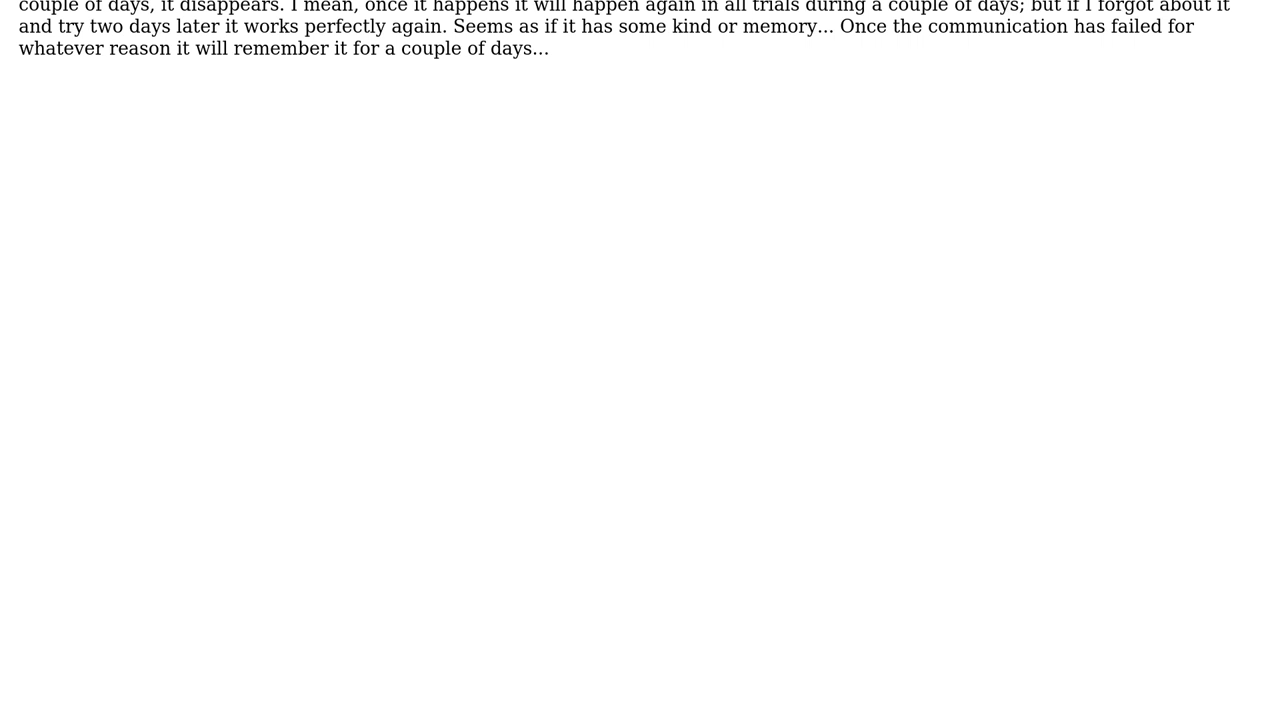 couple of days, it disappears. I mean, once it happens it will happen again in all trials during a couple of days; but if I forgot about it
and try two days later it works perfectly again. Seems as if it has some kind or memory... Once the communication has failed for
whatever reason it will remember it for a couple of days...